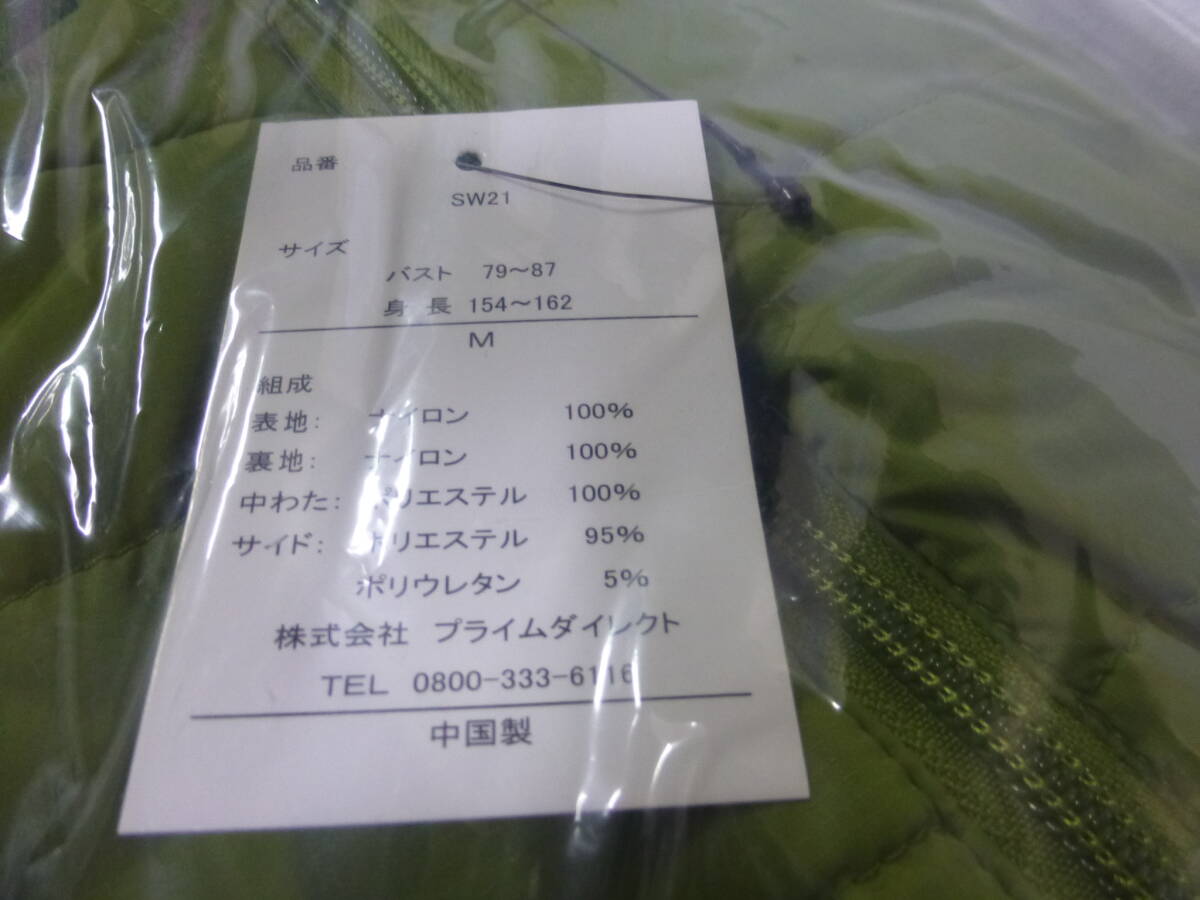 品番
SW21
サイズ
バスト 79～87
身 長 154～162
M
組成
表地: ナイロン 100%
裏地: ナイロン 100%
中わた: ポリエステル 100%
サイド: ポリエステル 95%
ポリウレタン 5%
株式会社 プライムダイレクト
TEL 0800-333-6116
中国製